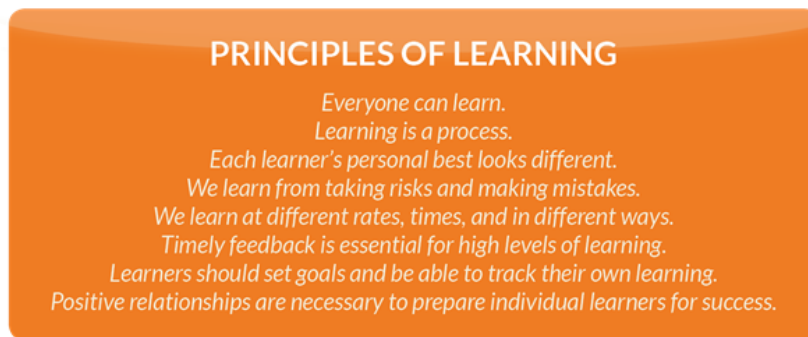 PRINCIPLES OF LEARNING
Everyone can learn.
Learning is a process.
Each learner’s personal best looks different.
We learn from taking risks and making mistakes.
We learn at different rates, times, and in different ways.
Timely feedback is essential for high levels of learning.
Learners should set goals and be able to track their own learning.
Positive relationships are necessary to prepare individual learners for success.